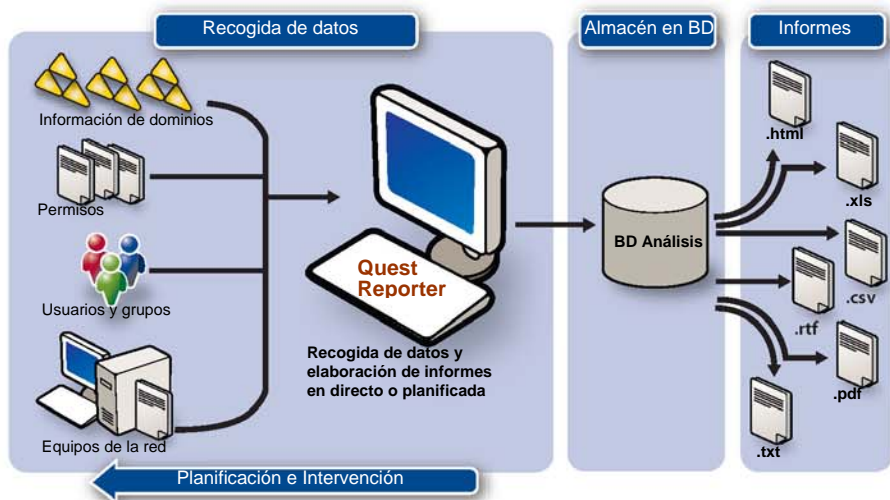 Recogida de datos
Almacén en BD
Informes
Información de dominios
Permisos
Usuarios y grupos
Equipos de la red
Quest
Reporter
Recogida de datos y
elaboración de informes
en directo o planificada
BD Análisis
.html
.xls
.csv
.rtf
.pdf
.txt
Planificación e Intervención